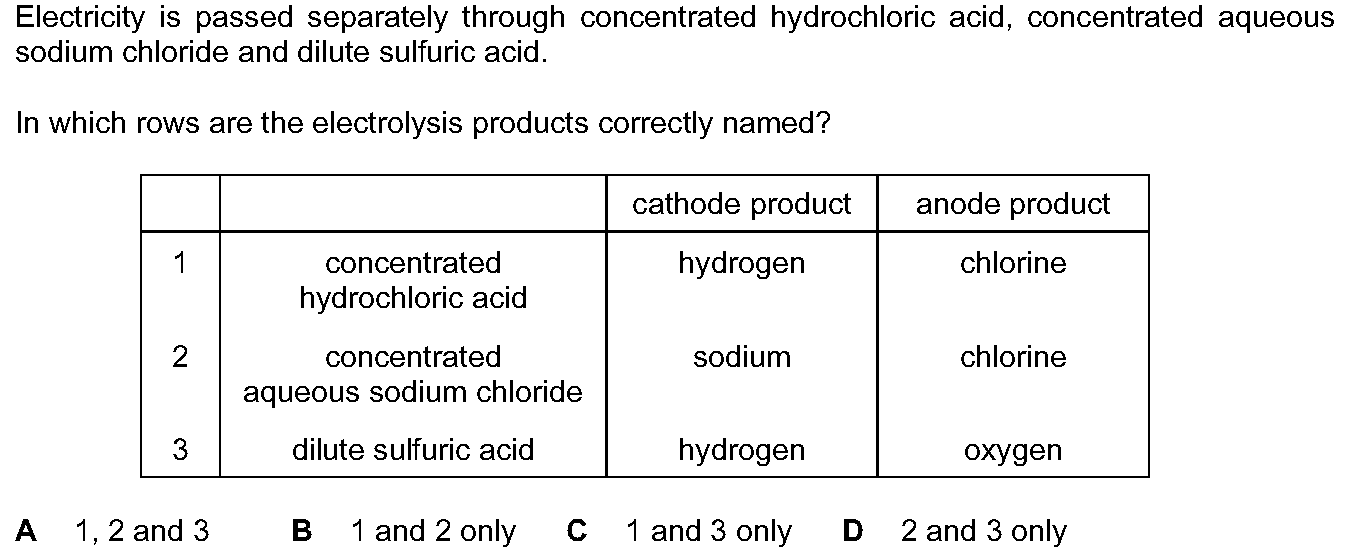 Electricity is passed separately through concentrated hydrochloric acid, concentrated aqueous
sodium chloride and dilute sulfuric acid.
In which rows are the electrolysis products correctly named?
cathode product anode product
1 concentrated hydrogen chlorine
hydrochloric acid
2 concentrated sodium chlorine
aqueous sodium chloride
3 dilute sulfuric acid hydrogen oxygen
A 1, 2 and 3 B 1 and 2 only C 1 and 3 only D 2 and 3 only